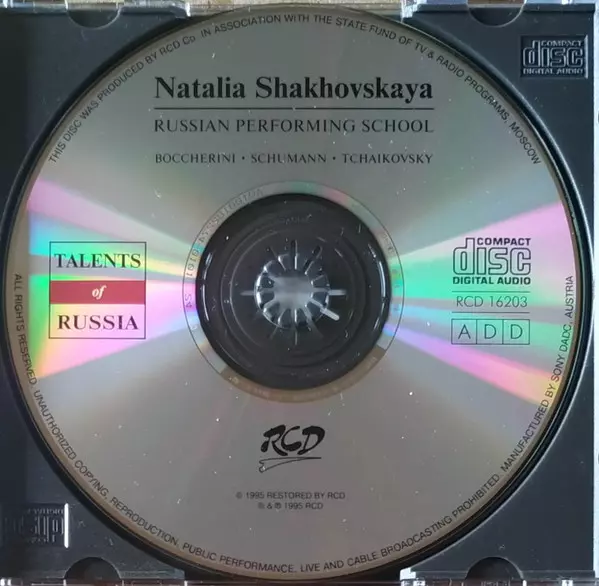 THIS DISC WAS PRODUCED BY RCD Co. IN ASSOCIATION WITH THE STATE FUND OF TV & RADIO PROGRAMS, MOSCOW
COMPACT
disc
DIGITAL AUDIO
Natalia Shakhovskaya
RUSSIAN PERFORMING SCHOOL
BOCCHERINI · SCHUMANN · TCHAIKOVSKY
TALENTS
of
RUSSIA
COMPACT
disc
DIGITAL AUDIO
RCD 16203
A D D
RCD
© 1995 RESTORED BY RCD
© & ℗ 1995 RCD
ALL RIGHTS RESERVED. UNAUTHORIZED COPYING, REPRODUCTION, PUBLIC PERFORMANCE, LIVE AND CABLE BROADCASTING PROHIBITED. MANUFACTURED BY SONY DADC, AUSTRIA